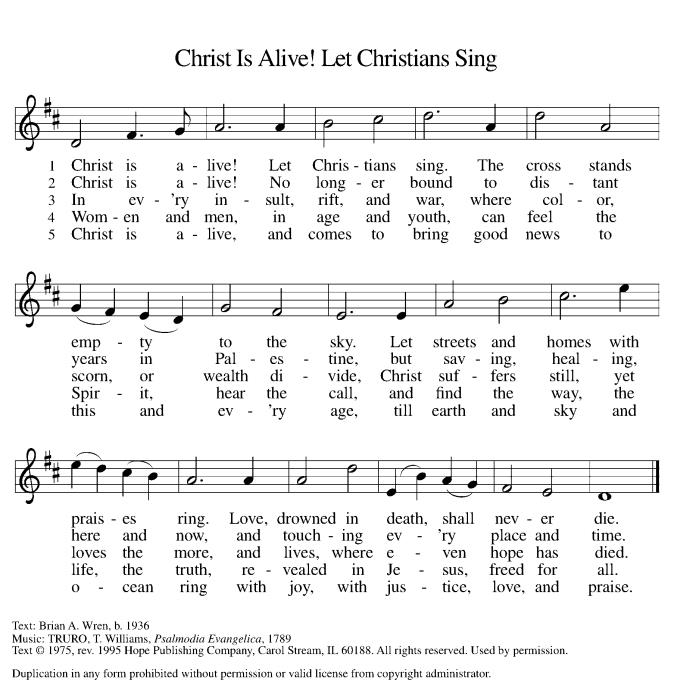 Christ Is Alive! Let Christians Sing
1 Christ is a - live! Let Chris - tians sing. The cross stands
2 Christ is a - live! No long - er bound to dis - tant
3 In ev - 'ry in - sult, rift, and war, where col - or,
4 Wom - en and men, in age and youth, can feel the
5 Christ is a - live, and comes to bring good news to
emp - ty to the sky. Let streets and homes with
years in Pal - es - tine, but sav - ing, heal - ing,
scorn, or wealth di - vide, Christ suf - fers still, yet
Spir - it, hear the call, and find the way, the
this and ev - 'ry age, till earth and sky and
prais - es ring. Love, drowned in death, shall nev - er die.
here and now, and touch - ing ev - 'ry place and time.
loves the more, and lives, where e - ven hope has died.
life, the truth, re - vealed in Je - sus, freed for all.
o - cean ring with joy, with jus - tice, love, and praise.
Text: Brian A. Wren, b. 1936
Music: TRURO, T. Williams, Psalmodia Evangelica, 1789
Text © 1975, rev. 1995 Hope Publishing Company, Carol Stream, IL 60188. All rights reserved. Used by permission.
Duplication in any form prohibited without permission or valid license from copyright administrator.